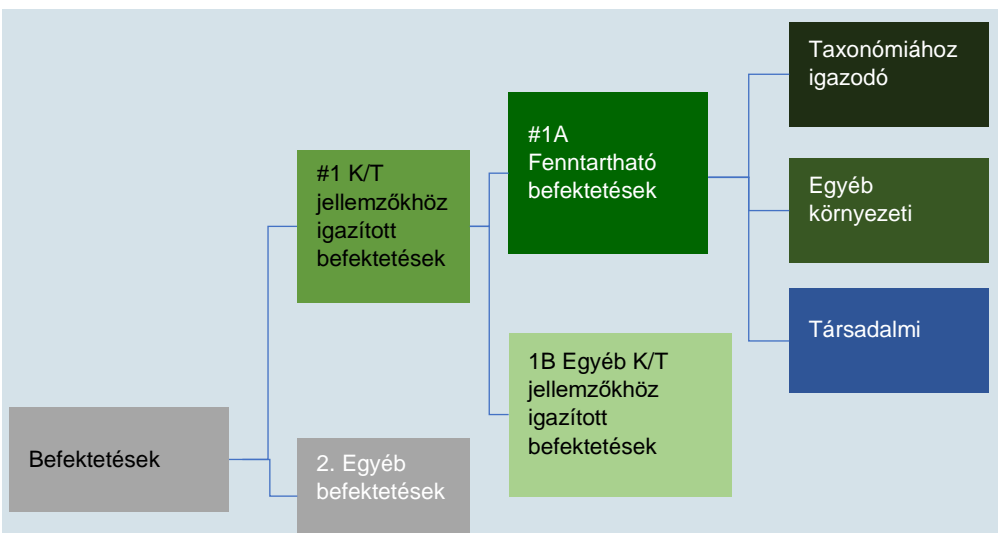 Befektetések
#1 K/T
jellemzőkhöz
igazított
befektetések
2. Egyéb
befektetések
#1A
Fenntartható
befektetések
1B Egyéb K/T
jellemzőkhöz
igazított
befektetések
Taxonómiához
igazodó
Egyéb
környezeti
Társadalmi